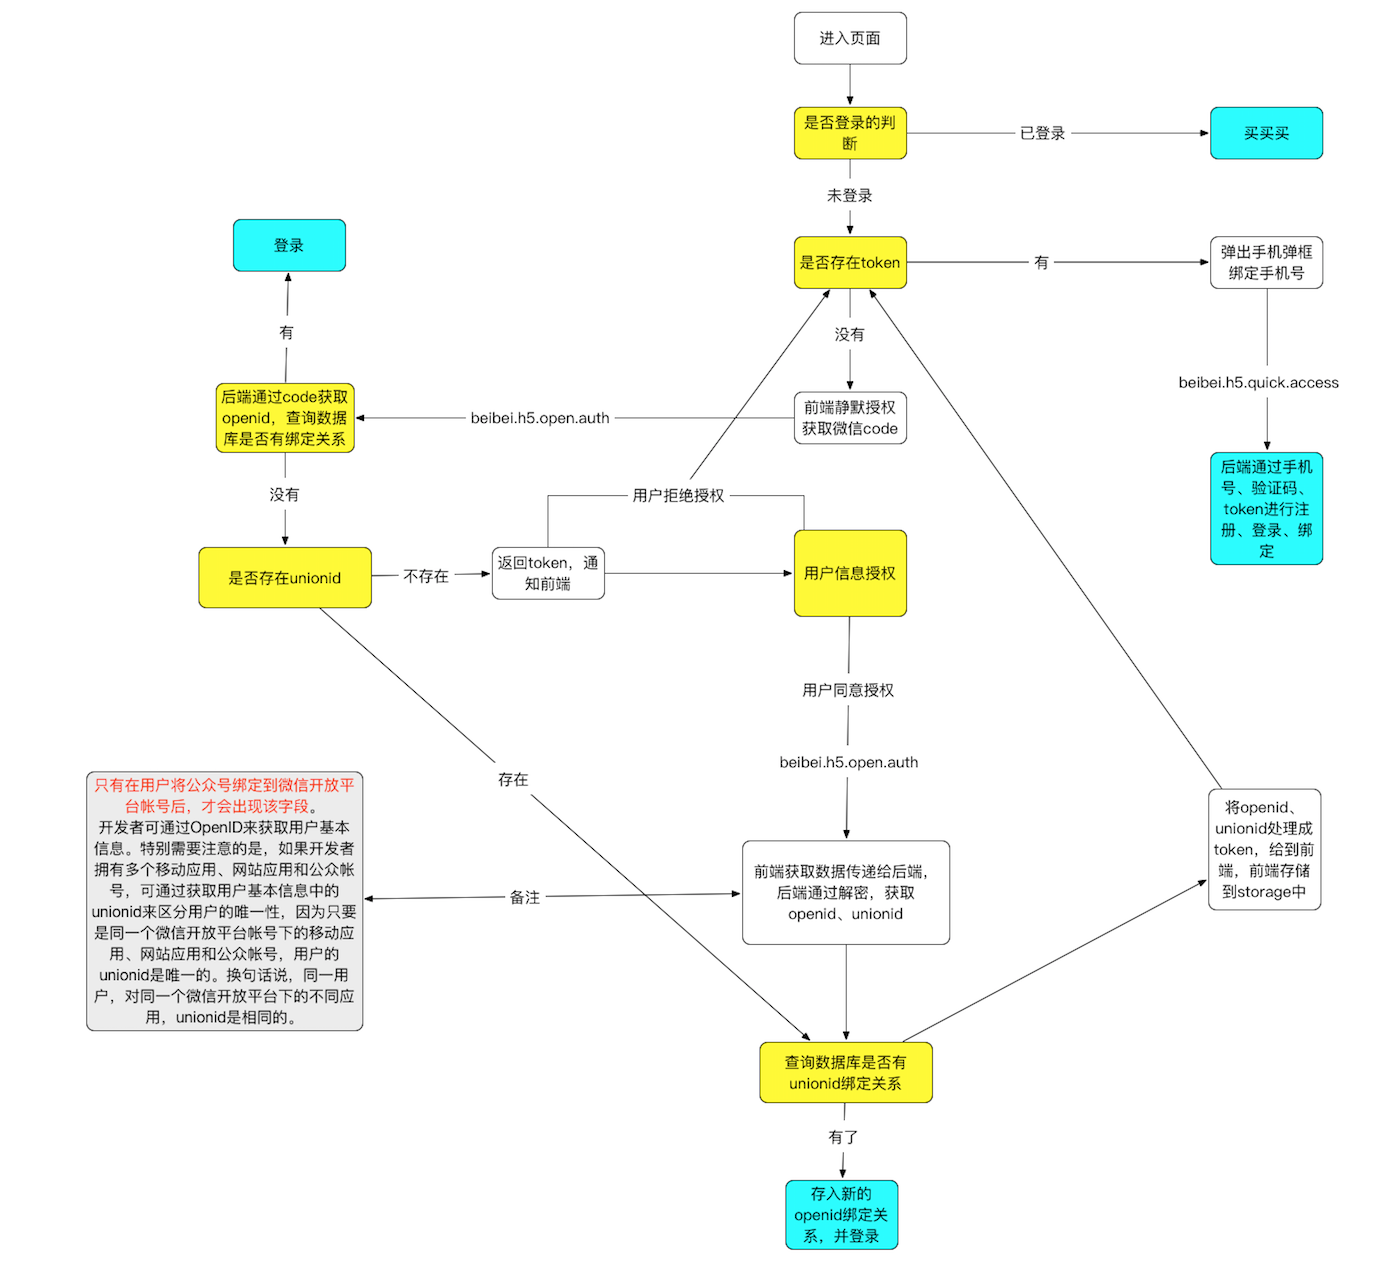 进入页面
是否登录的判
断
已登录
买买买
未登录
登录
是否存在token
有
弹出手机弹框
绑定手机号
有
没有
beibei.h5.quick.access
后端通过code获取
openid，查询数据
库是否有绑定关系
beibei.h5.open.auth
前端静默授权
获取微信code
后端通过手机
号、验证码、
token进行注
册、登录、绑
定
没有
用户拒绝授权
是否存在unionid
不存在
返回token，通
知前端
用户信息授权
用户同意授权
beibei.h5.open.auth
存在
只有在用户将公众号绑定到微信开放平
台帐号后，才会出现该字段。
开发者可通过OpenID来获取用户基本
信息。特别需要注意的是，如果开发者
拥有多个移动应用、网站应用和公众帐
号，可通过获取用户基本信息中的
unionid来区分用户的唯一性，因为只要
是同一个微信开放平台帐号下的移动应
用、网站应用和公众帐号，用户的
unionid是唯一的。换句话说，同一用
户，对同一个微信开放平台下的不同应
用，unionid是相同的。
备注
前端获取数据传递给后端，
后端通过解密，获取
openid、unionid
将openid、
unionid处理成
token，给到前
端，前端存储
到storage中
查询数据库是否有
unionid绑定关系
有了
存入新的
openid绑定关
系，并登录